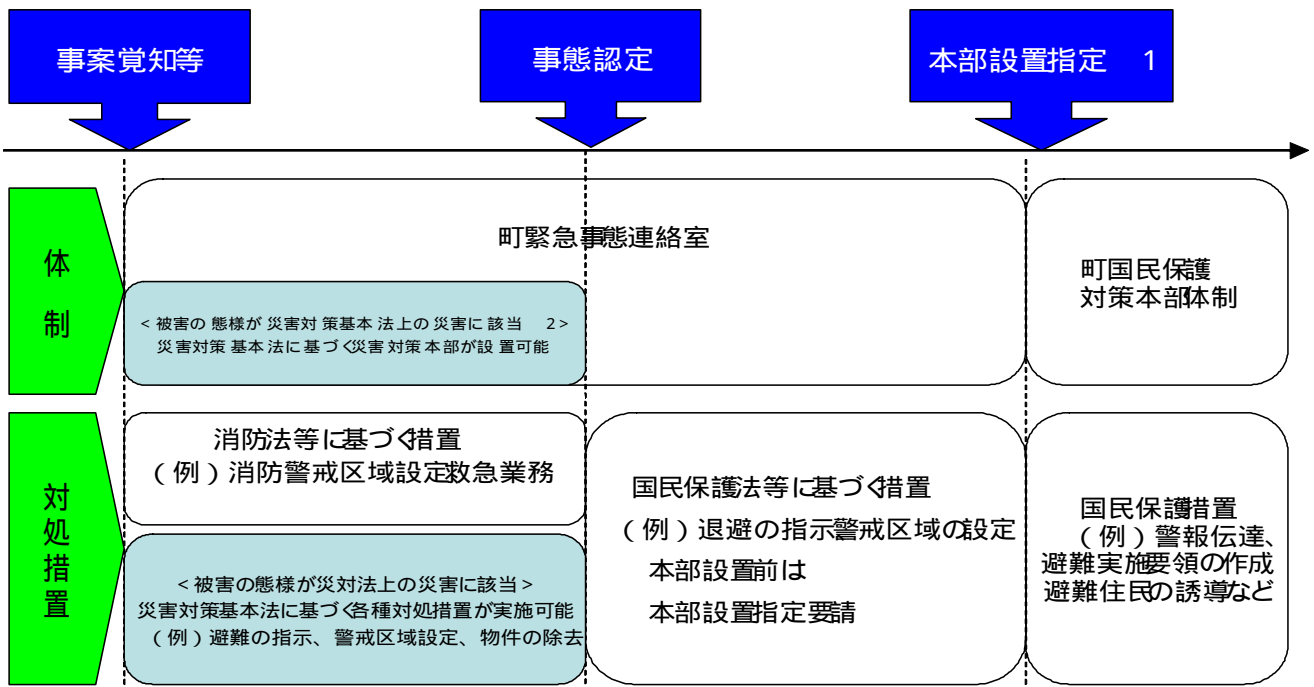 事案覚知等
事態認定
本部設置指定 1
体制
町緊急事態連絡室
<被害の態様が災害対策基本法上の災害に該当 2>
災害対策基本法に基づく災害対策本部が設置可能
町国民保護
対策本部体制
対処措置
消防法等に基づく措置
(例)消防警戒区域設定救急業務
<被害の態様が災対法上の災害に該当>
災害対策基本法に基づく各種対処措置が実施可能
(例)避難の指示、警戒区域設定、物件の除去
国民保護法等に基づく措置
(例)退避の指示警戒区域の設定
本部設置前は
本部設置指定要請
国民保護措置
(例)警報伝達、
避難実施要領の作成
避難住民の誘導など